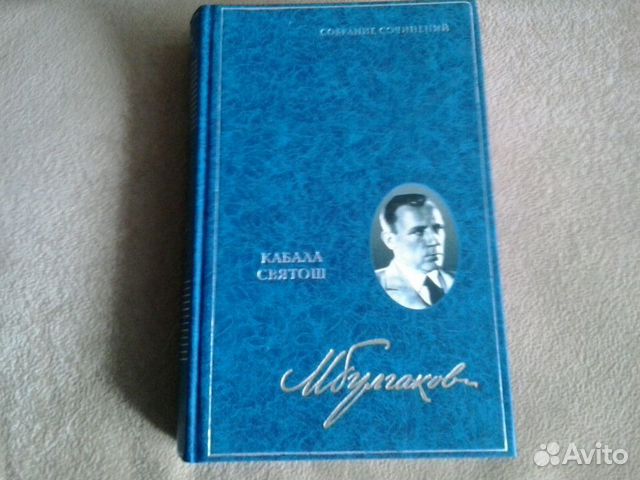 СОБРАНИЕ СОЧИНЕНИЙ
КАБАЛА
СВЯТОШ
МБулгаков
Avito